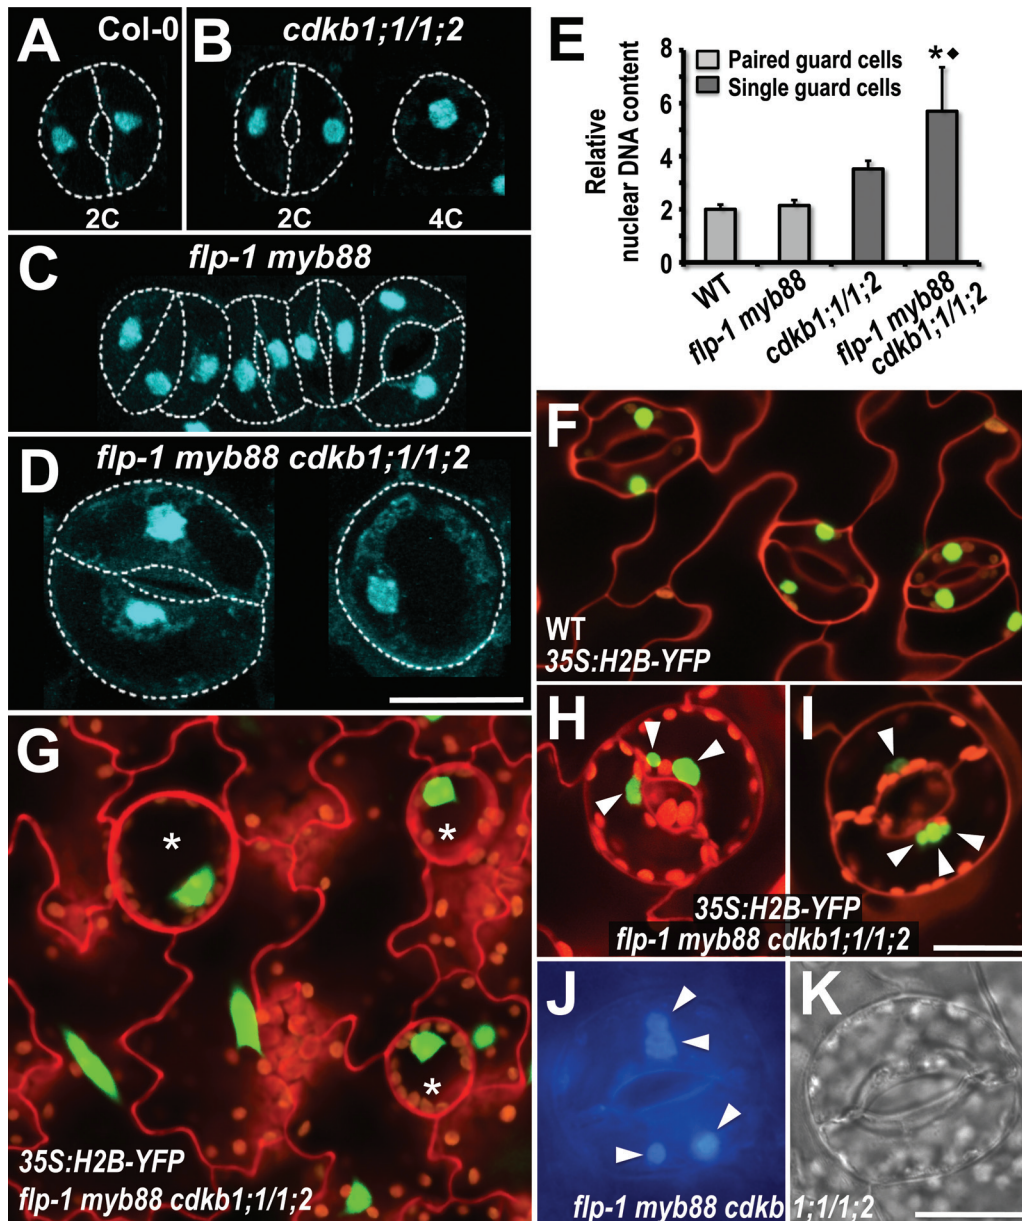 A
Col-0
2C
B
cdkb1;1/1;2
2C
4C
C
flp-1 myb88
D
flp-1 myb88 cdkb1;1/1;2
E
Relative
nuclear DNA content
8
6
4
2
0
Paired guard cells
Single guard cells
*◆
WT
flp-1 myb88
cdkb1;1/1;2
flp-1 myb88
cdkb1;1/1;2
F
WT
35S:H2B-YFP
G
*
*
*
35S:H2B-YFP
flp-1 myb88 cdkb1;1/1;2
H
I
35S:H2B-YFP
flp-1 myb88 cdkb1;1/1;2
J
K
flp-1 myb88 cdkb1;1/1;2